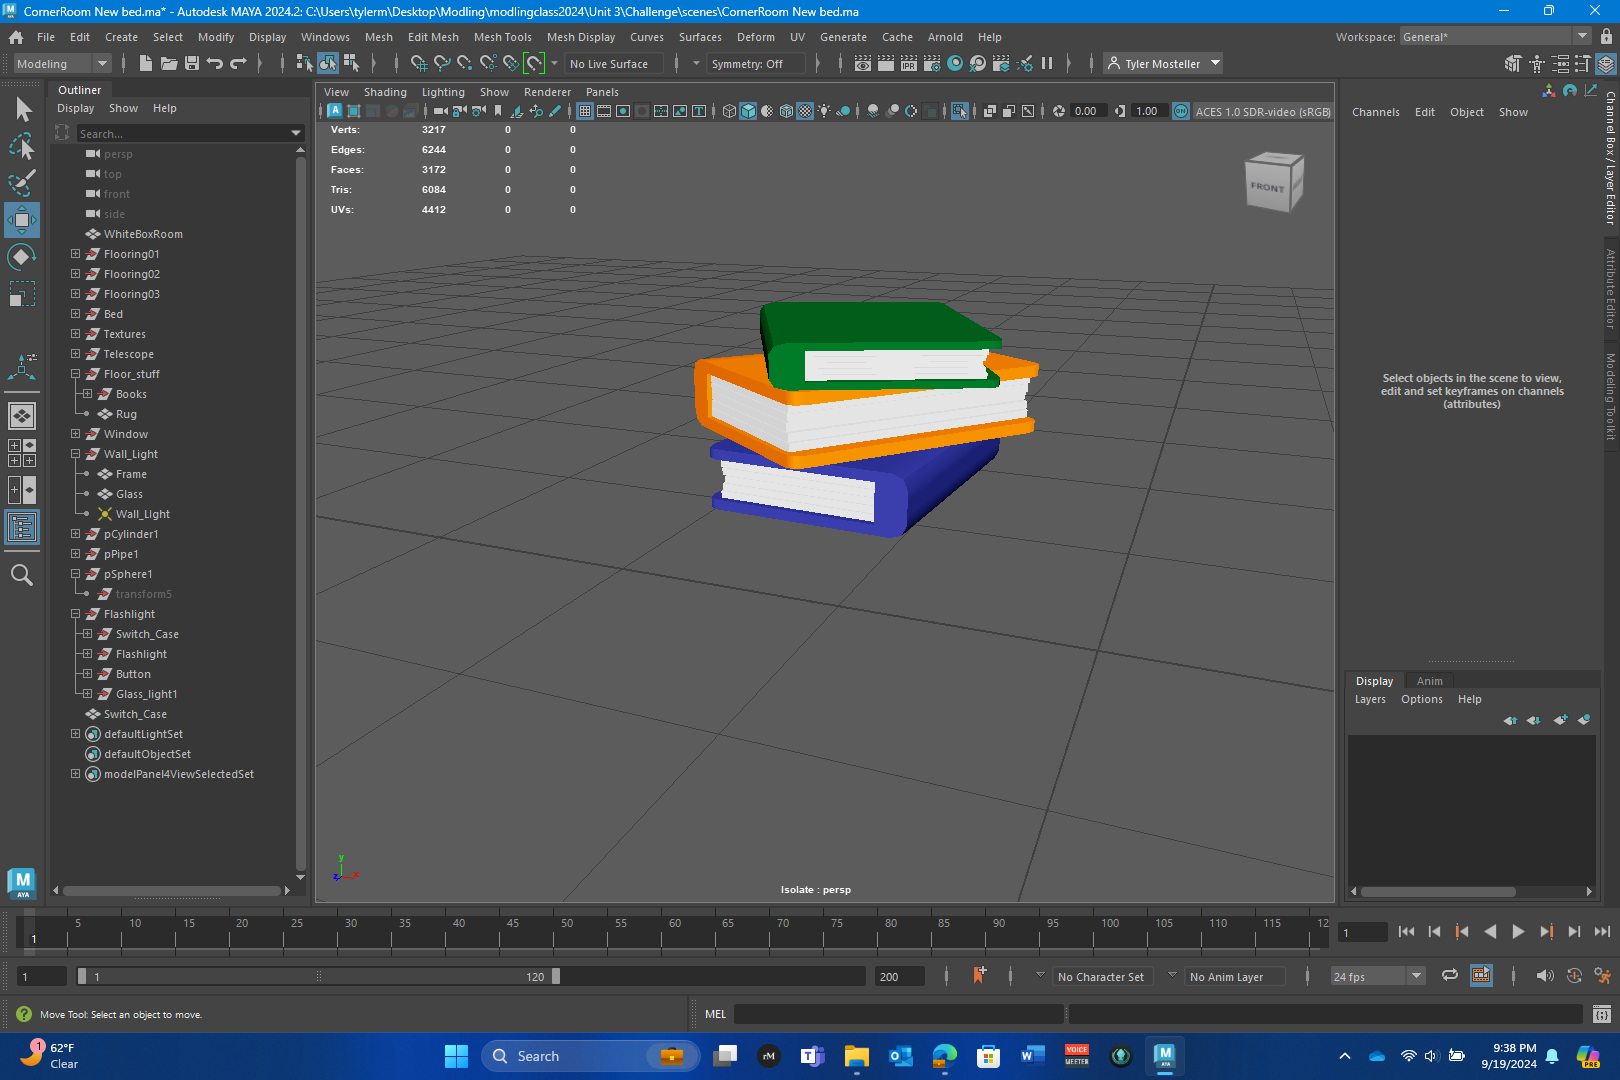 CornerRoom New bed.ma* - Autodesk MAYA 2024.2: C:\Users\tylerm\Desktop\Modling\modlingclass2024\Unit 3\Challenge\scenes\CornerRoom New bed.ma
File Edit Create Select Modify Display Windows Mesh Edit Mesh Mesh Tools Mesh Display Curves Surfaces Deform UV Generate Cache Arnold Help
Workspace: General*
Modeling
No Live Surface
Symmetry: Off
IPR
Tyler Mosteller
Outliner
Display Show Help
Search...
persp
top
front
side
WhiteBoxRoom
Flooring01
Flooring02
Flooring03
Bed
Textures
Telescope
Floor_stuff
Books
Rug
Window
Wall_Light
Frame
Glass
Wall_LIght
pCylinder1
pPipe1
pSphere1
transform5
Flashlight
Switch_Case
Flashlight
Button
Glass_light1
Switch_Case
defaultLightSet
defaultObjectSet
modelPanel4ViewSelectedSet
M
AYA
View Shading Lighting Show Renderer Panels
0.00
1.00
ON
ACES 1.0 SDR-video (sRGB)
Verts: 3217 0 0
Edges: 6244 0 0
Faces: 3172 0 0
Tris: 6084 0 0
UVs: 4412 0 0
FRONT
y
z
x
Isolate : persp
Channels Edit Object Show
Channel Box / Layer Editor
Attribute Editor
Modeling Toolkit
Select objects in the scene to view,
edit and set keyframes on channels
(attributes)
Display Anim
Layers Options Help
1
5 10 15 20 25 30 35 40 45 50 55 60 65 70 75 80 85 90 95 100 105 110 115 12
1
1
1
120
200
No Character Set
No Anim Layer
24 fps
Move Tool: Select an object to move.
MEL
1
62°F
Clear
Search
rM
T
W
VOICE
MEETER
M
AYA
9:38 PM
9/19/2024
PRE